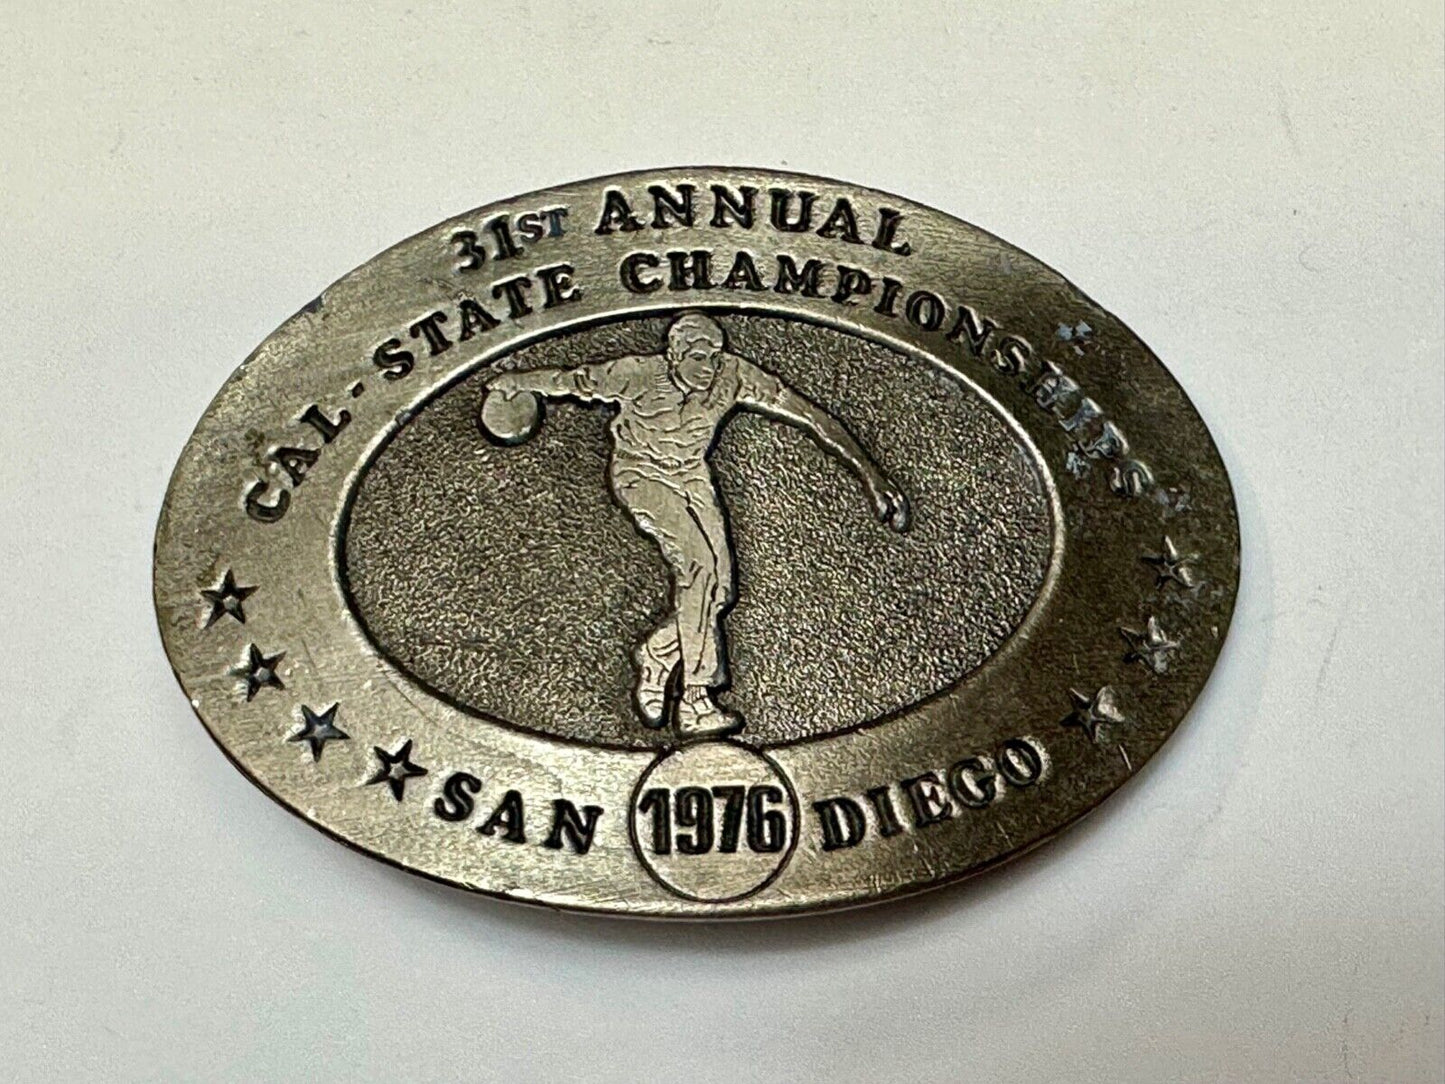 31ST ANNUAL
CAL-STATE CHAMPIONSHIPS
SAN 1976 DIEGO